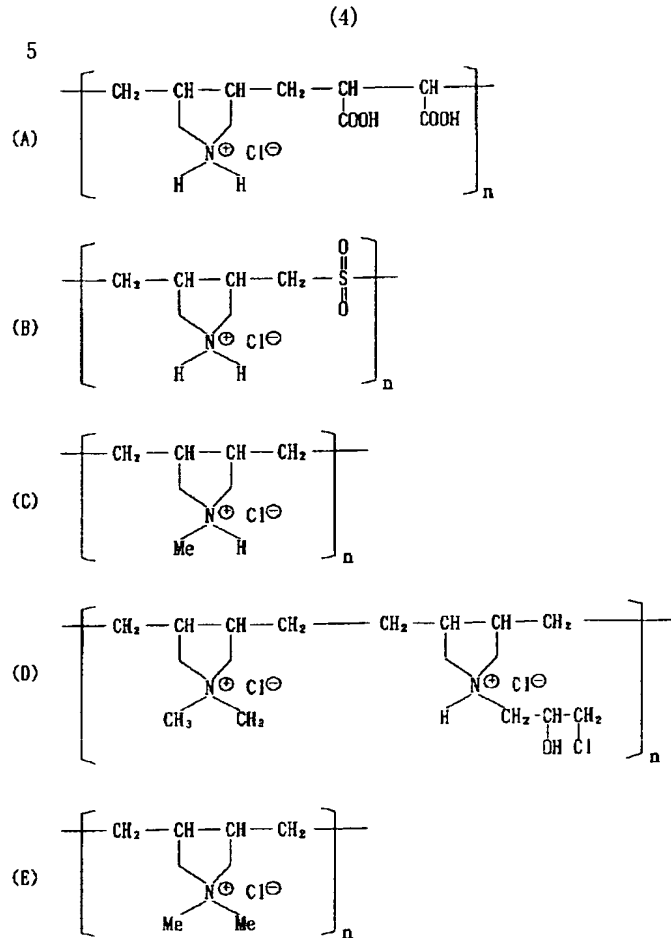 (4)
5
(A)
CH₂ — CH — CH — CH₂ — CH — CH
COOH COOH
N⊕ Cl⊖
H H
n
(B)
CH₂ — CH — CH — CH₂ — S
O
O
N⊕ Cl⊖
H H
n
(C)
CH₂ — CH — CH — CH₂
N⊕ Cl⊖
Me H
n
(D)
CH₂ — CH — CH — CH₂ — CH₂ — CH — CH — CH₂
N⊕ Cl⊖ N⊕ Cl⊖
CH₃ CH₂ H CH₂-CH-CH₂
OH Cl
n
(E)
CH₂ — CH — CH — CH₂
N⊕ Cl⊖
Me Me
n